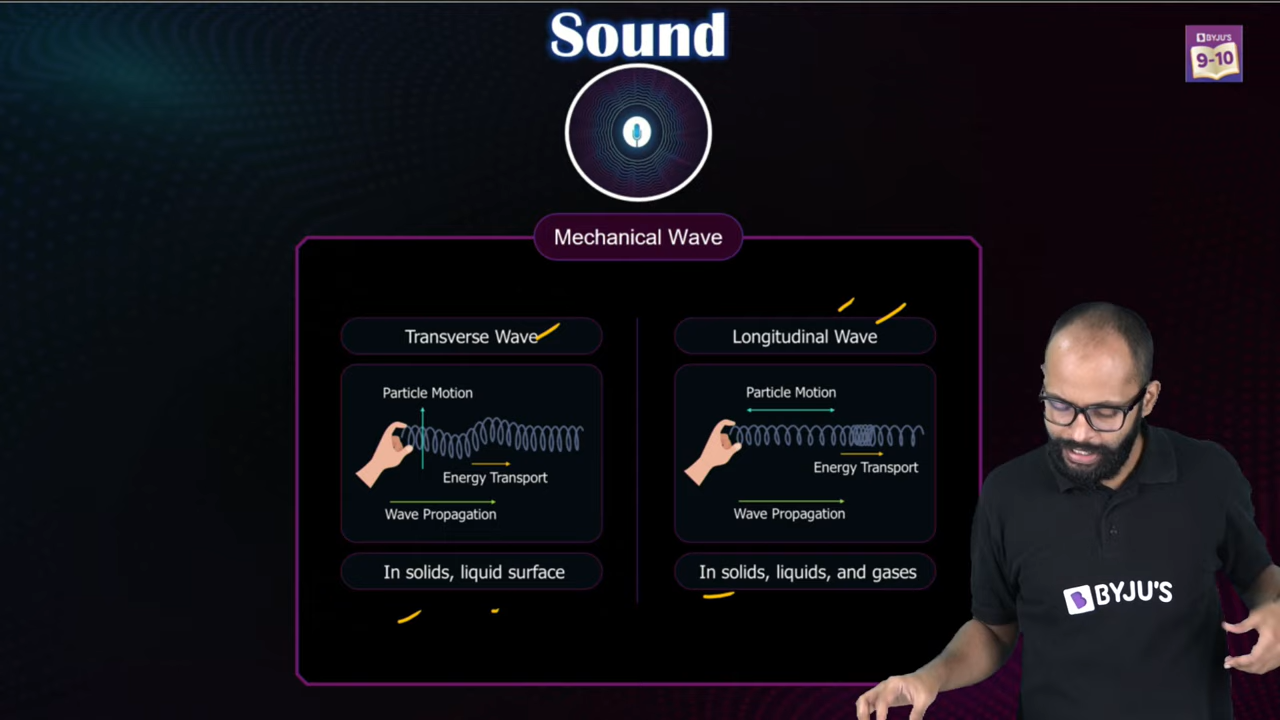 Sound
BYJU'S
9-10
Mechanical Wave
Transverse Wave
Longitudinal Wave
Particle Motion
Energy Transport
Wave Propagation
Particle Motion
Energy Transport
Wave Propagation
In solids, liquid surface
In solids, liquids, and gases
BYJU'S